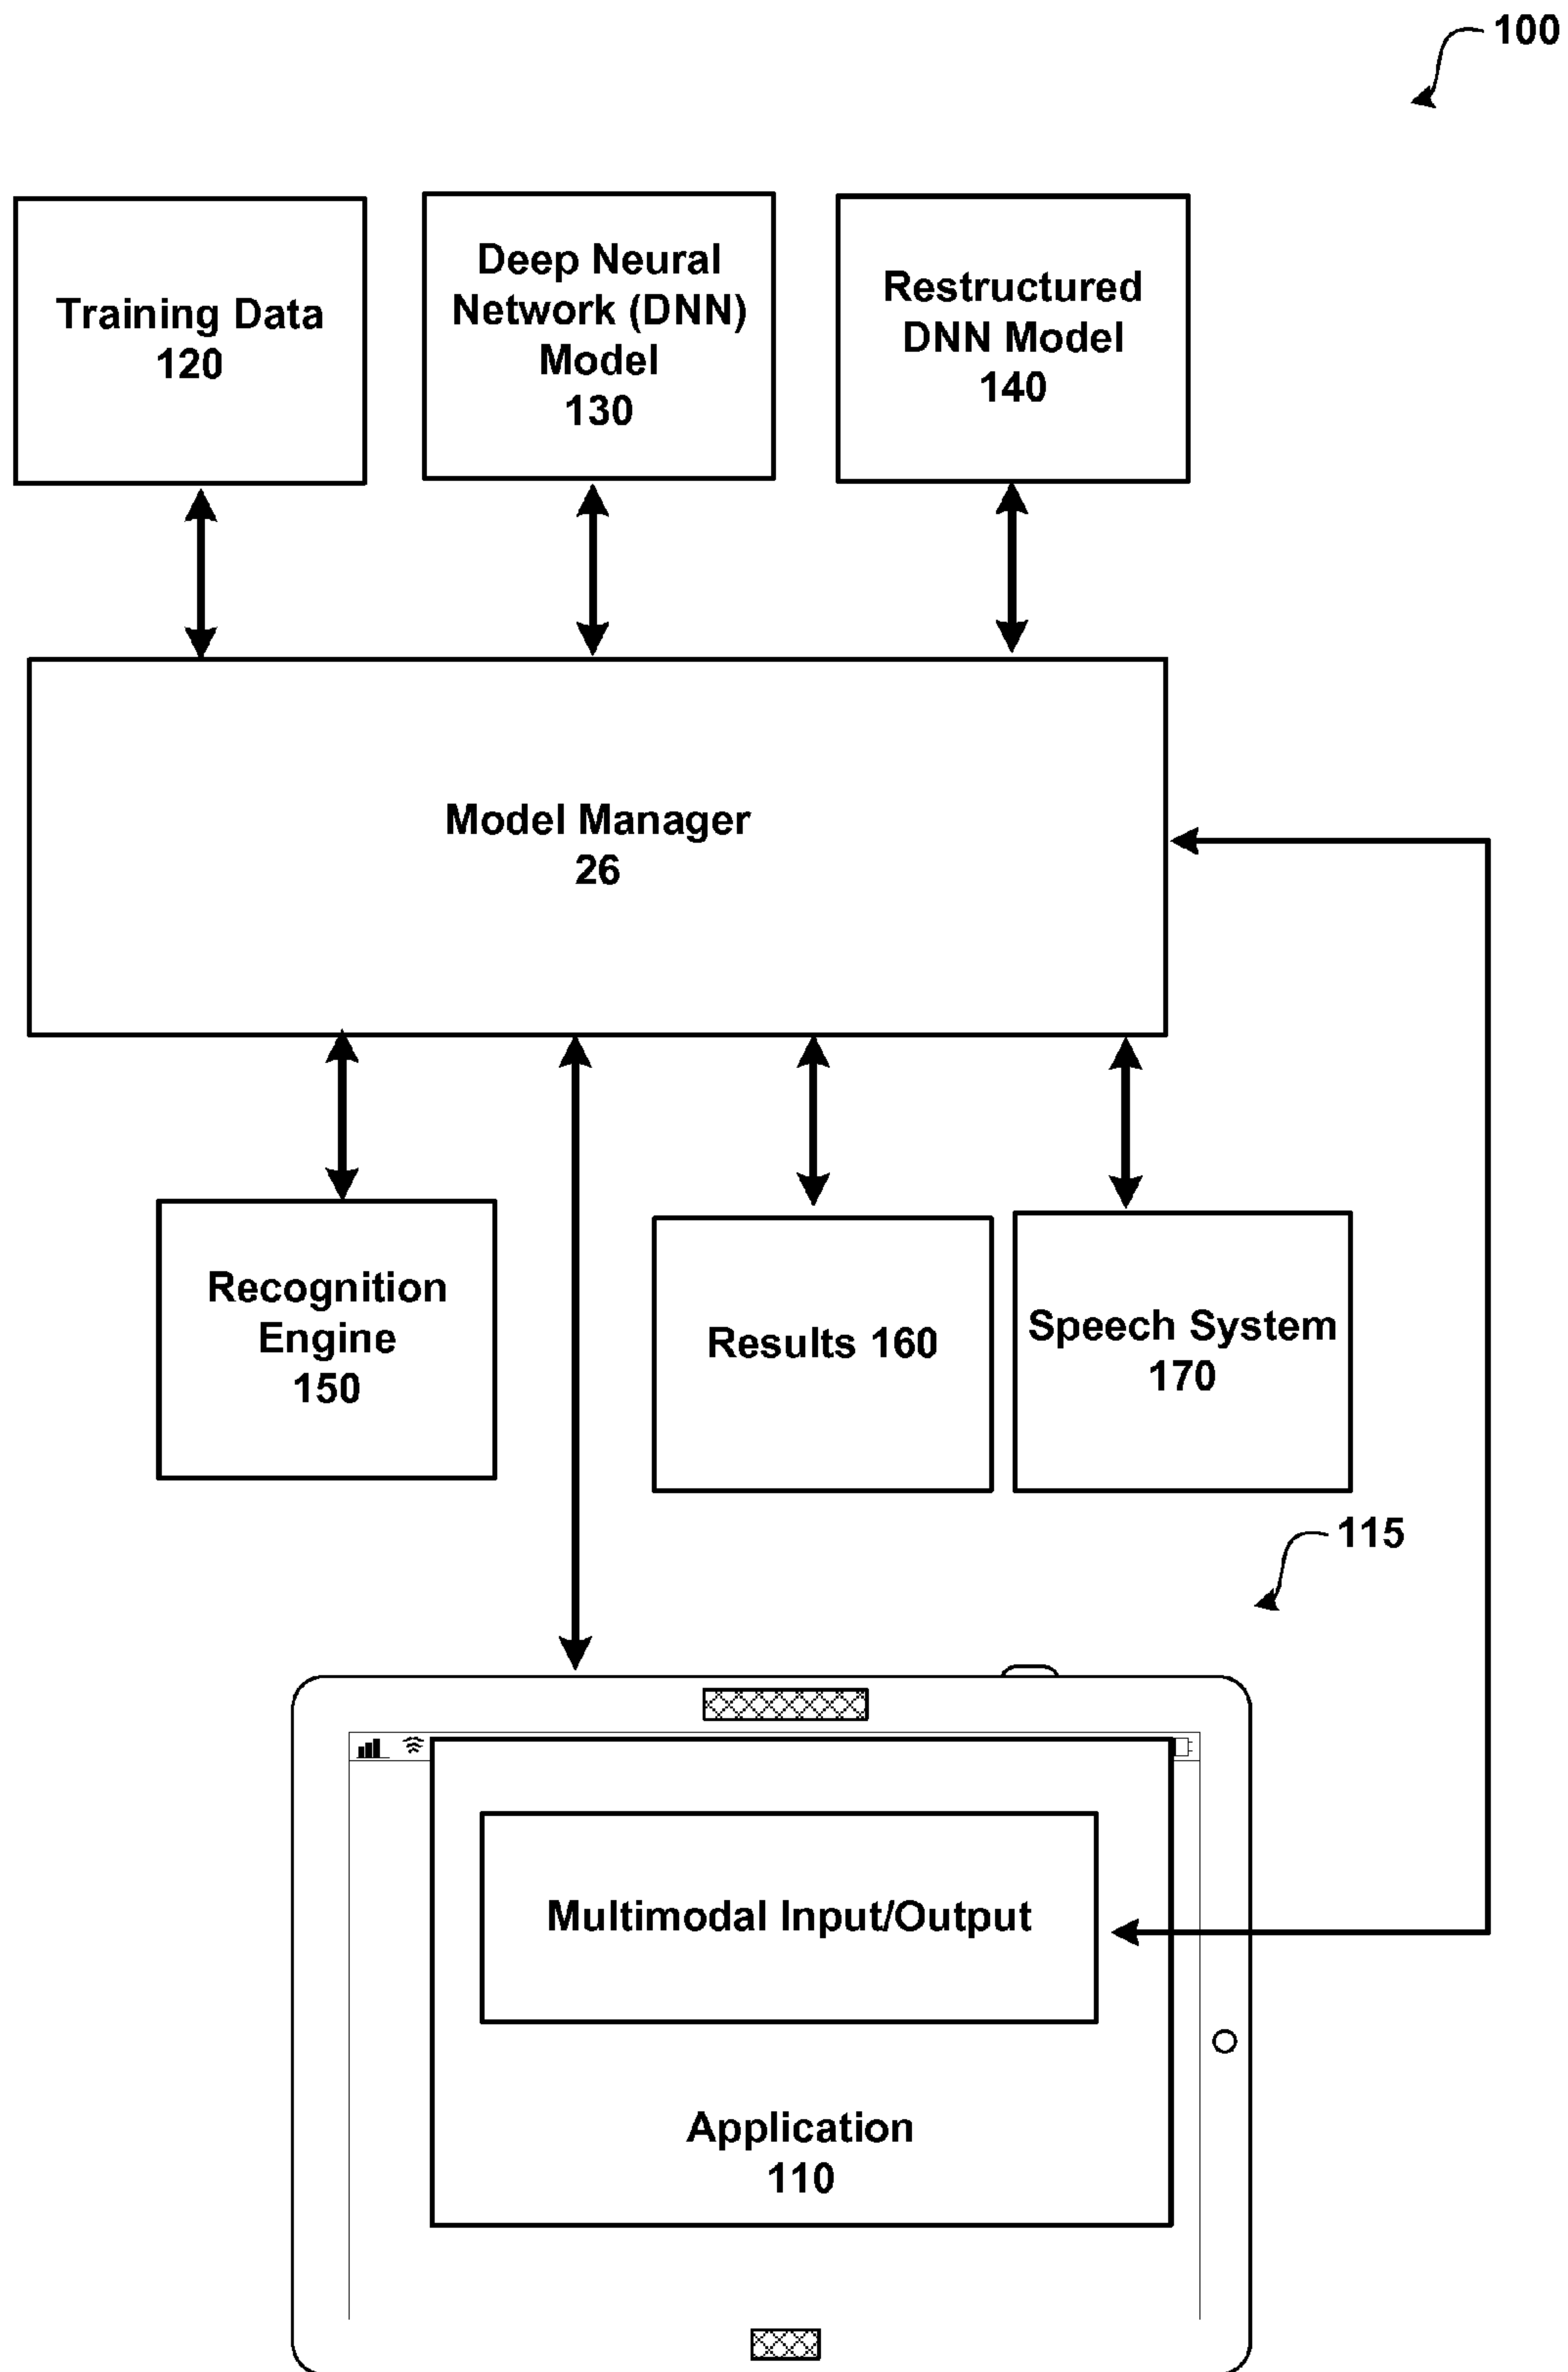 100
Training Data
120
Deep Neural
Network (DNN)
Model
130
Restructured
DNN Model
140
Model Manager
26
Recognition
Engine
150
Results 160
Speech System
170
115
Multimodal Input/Output
Application
110